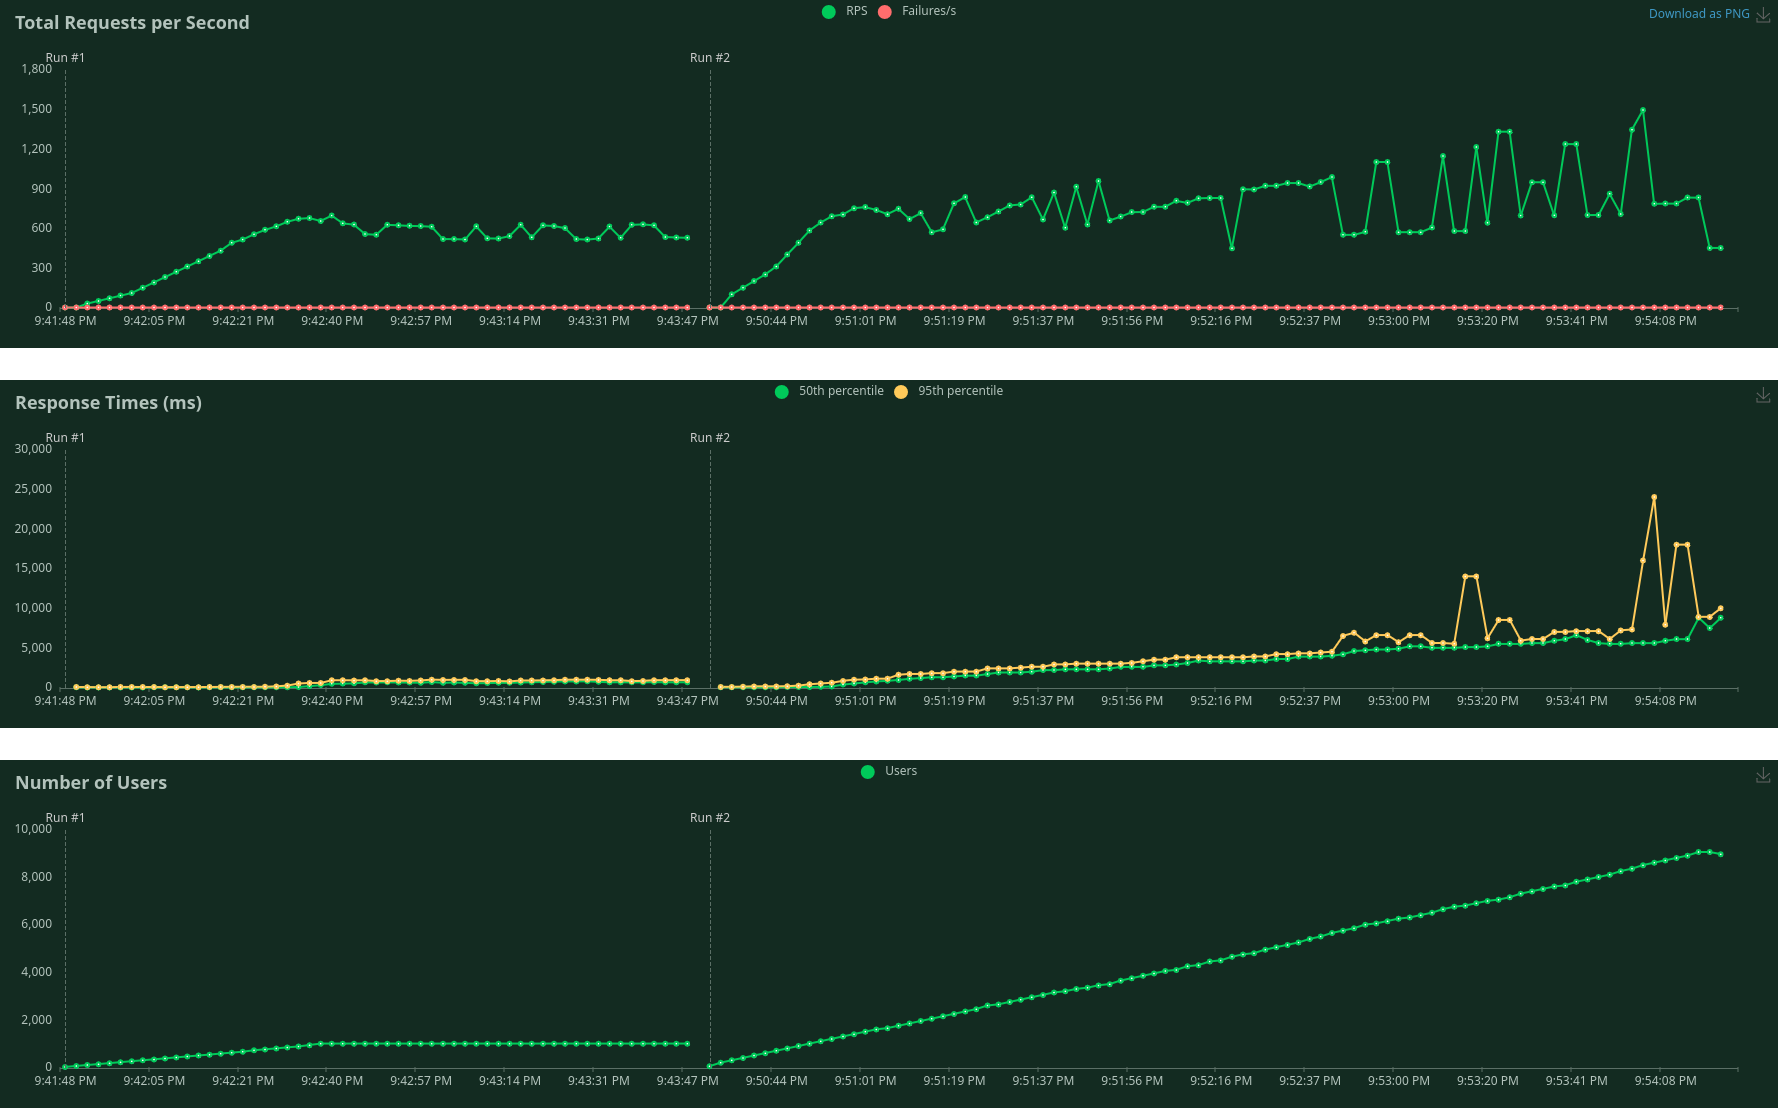 RPS Failures/s
Total Requests per Second
Download as PNG
Run #1 Run #2
1,800
1,500
1,200
900
600
300
0
9:41:48 PM 9:42:05 PM 9:42:21 PM 9:42:40 PM 9:42:57 PM 9:43:14 PM 9:43:31 PM 9:43:47 PM 9:50:44 PM 9:51:01 PM 9:51:19 PM 9:51:37 PM 9:51:56 PM 9:52:16 PM 9:52:37 PM 9:53:00 PM 9:53:20 PM 9:53:41 PM 9:54:08 PM
50th percentile 95th percentile
Response Times (ms)
Run #1 Run #2
30,000
25,000
20,000
15,000
10,000
5,000
0
9:41:48 PM 9:42:05 PM 9:42:21 PM 9:42:40 PM 9:42:57 PM 9:43:14 PM 9:43:31 PM 9:43:47 PM 9:50:44 PM 9:51:01 PM 9:51:19 PM 9:51:37 PM 9:51:56 PM 9:52:16 PM 9:52:37 PM 9:53:00 PM 9:53:20 PM 9:53:41 PM 9:54:08 PM
Users
Number of Users
Run #1 Run #2
10,000
8,000
6,000
4,000
2,000
0
9:41:48 PM 9:42:05 PM 9:42:21 PM 9:42:40 PM 9:42:57 PM 9:43:14 PM 9:43:31 PM 9:43:47 PM 9:50:44 PM 9:51:01 PM 9:51:19 PM 9:51:37 PM 9:51:56 PM 9:52:16 PM 9:52:37 PM 9:53:00 PM 9:53:20 PM 9:53:41 PM 9:54:08 PM